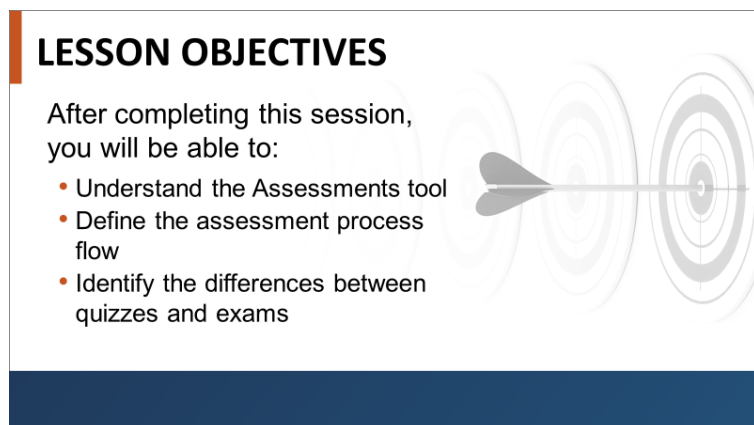 LESSON OBJECTIVES
After completing this session,
you will be able to:
• Understand the Assessments tool
• Define the assessment process
flow
• Identify the differences between
quizzes and exams